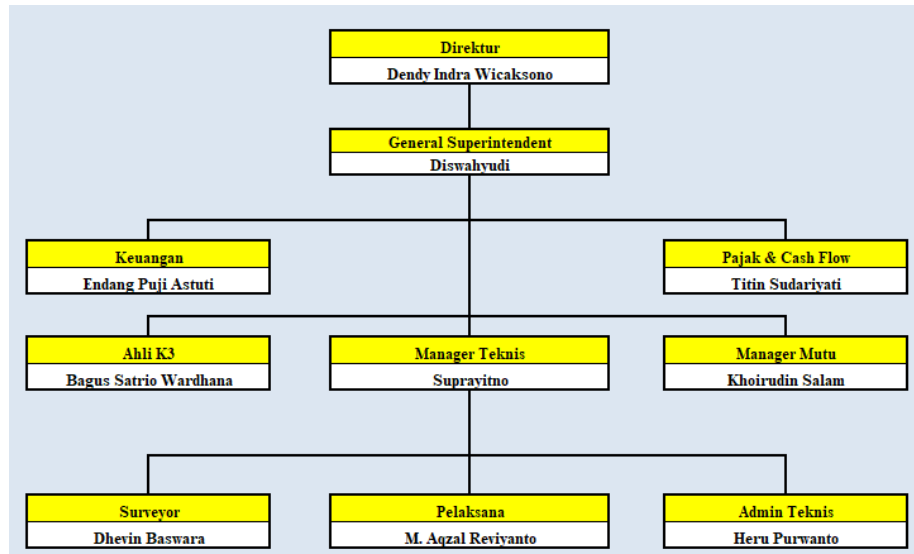 Direktur
Dendy Indra Wicaksono
General Superintendent
Diswahyudi
Keuangan
Endang Puji Astuti
Pajak & Cash Flow
Titin Sudariyati
Ahli K3
Bagus Satrio Wardhana
Manager Teknis
Suprayitno
Manager Mutu
Khoirudin Salam
Surveyor
Dhevin Baswara
Pelaksana
M. Aqzal Reviyanto
Admin Teknis
Heru Purwanto